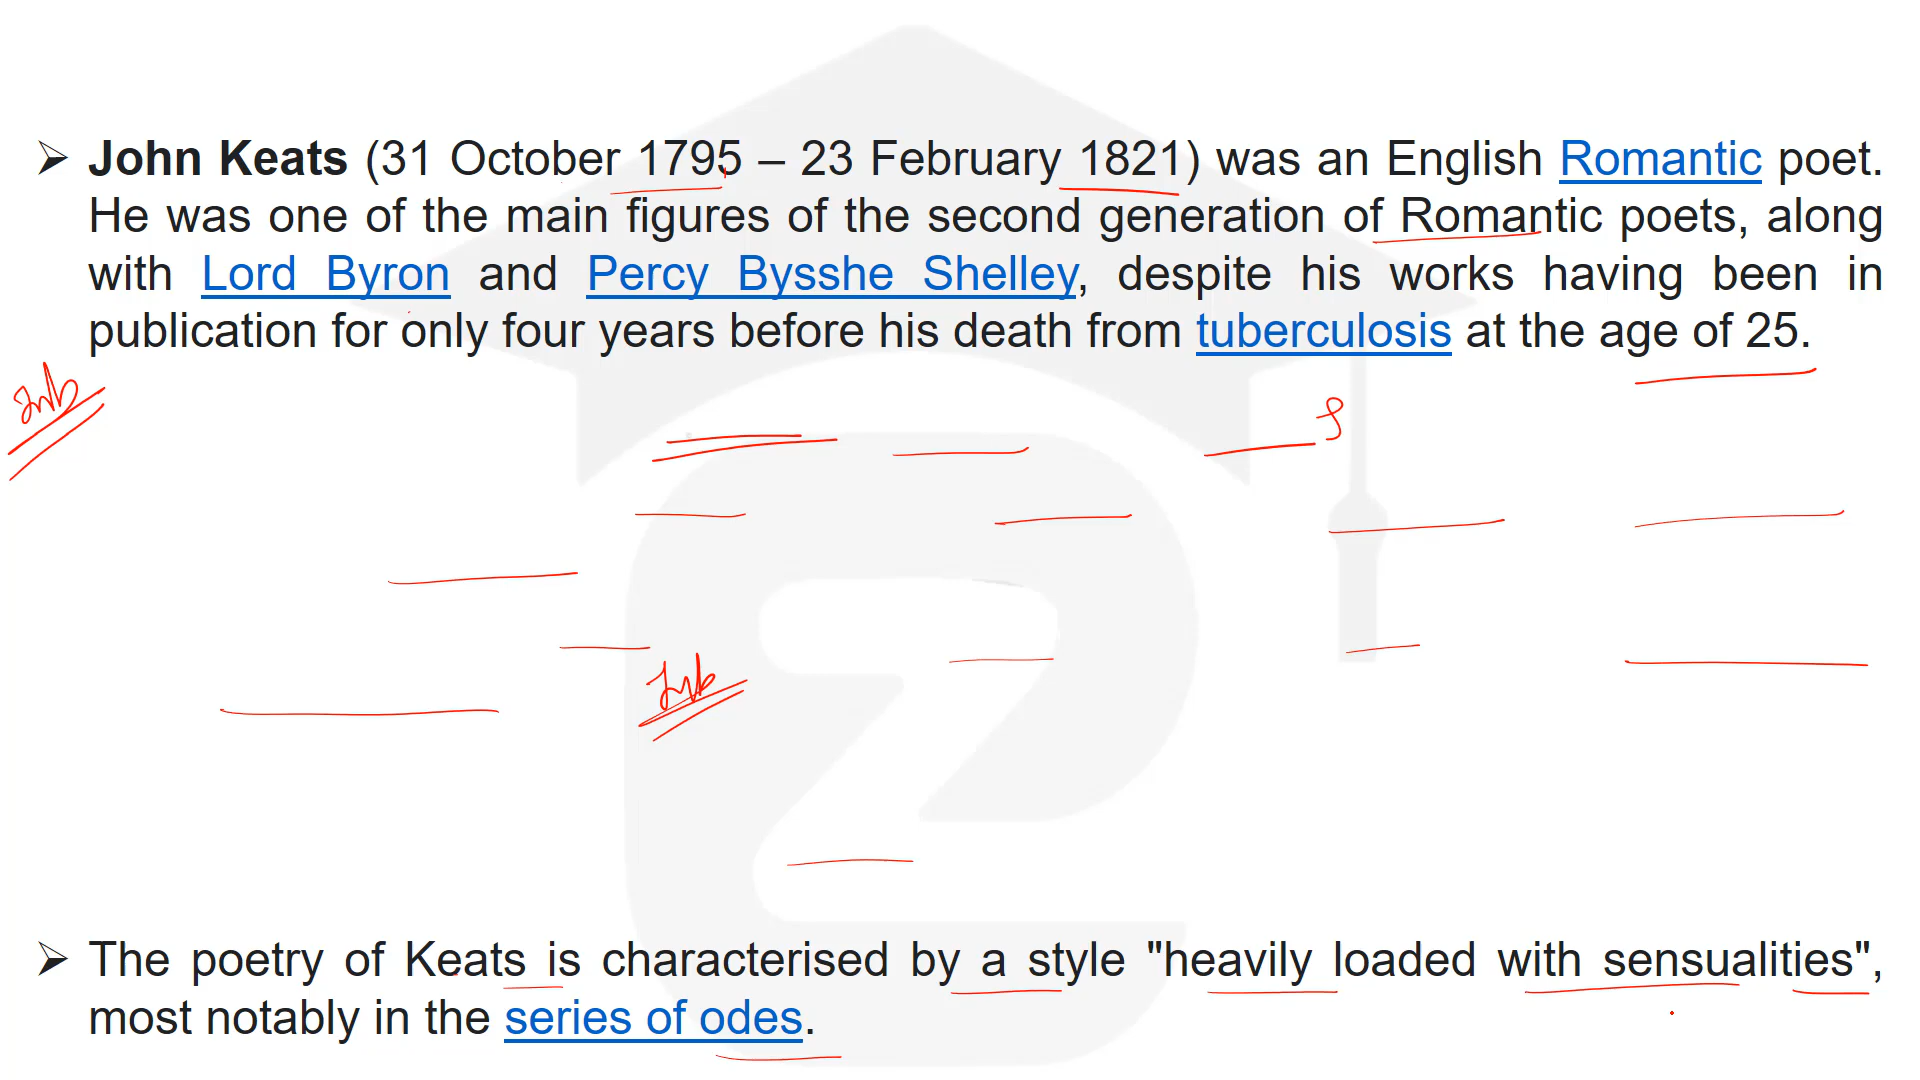 ➢ John Keats (31 October 1795 – 23 February 1821) was an English Romantic poet.
He was one of the main figures of the second generation of Romantic poets, along
with Lord Byron and Percy Bysshe Shelley, despite his works having been in
publication for only four years before his death from tuberculosis at the age of 25.
➢ The poetry of Keats is characterised by a style "heavily loaded with sensualities",
most notably in the series of odes.